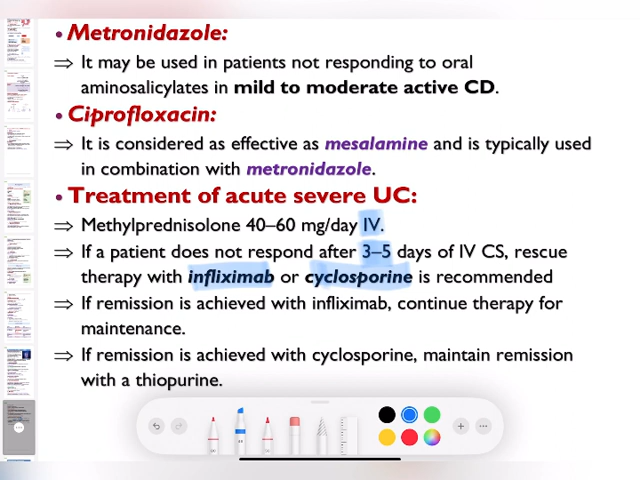 • Metronidazole:
⇒ It may be used in patients not responding to oral
aminosalicylates in mild to moderate active CD.
• Ciprofloxacin:
⇒ It is considered as effective as mesalamine and is typically used
in combination with metronidazole.
• Treatment of acute severe UC:
⇒ Methylprednisolone 40–60 mg/day IV.
⇒ If a patient does not respond after 3–5 days of IV CS, rescue
therapy with infliximab or cyclosporine is recommended
⇒ If remission is achieved with infliximab, continue therapy for
maintenance.
⇒ If remission is achieved with cyclosporine, maintain remission
with a thiopurine.